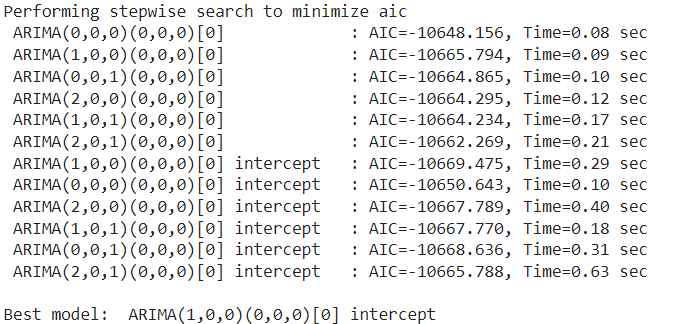 Performing stepwise search to minimize aic
 ARIMA(0,0,0)(0,0,0)[0]             : AIC=-10648.156, Time=0.08 sec
 ARIMA(1,0,0)(0,0,0)[0]             : AIC=-10665.794, Time=0.09 sec
 ARIMA(0,0,1)(0,0,0)[0]             : AIC=-10664.865, Time=0.10 sec
 ARIMA(2,0,0)(0,0,0)[0]             : AIC=-10664.295, Time=0.12 sec
 ARIMA(1,0,1)(0,0,0)[0]             : AIC=-10664.234, Time=0.17 sec
 ARIMA(2,0,1)(0,0,0)[0]             : AIC=-10662.269, Time=0.21 sec
 ARIMA(1,0,0)(0,0,0)[0] intercept   : AIC=-10669.475, Time=0.29 sec
 ARIMA(0,0,0)(0,0,0)[0] intercept   : AIC=-10650.643, Time=0.10 sec
 ARIMA(2,0,0)(0,0,0)[0] intercept   : AIC=-10667.789, Time=0.40 sec
 ARIMA(1,0,1)(0,0,0)[0] intercept   : AIC=-10667.770, Time=0.18 sec
 ARIMA(0,0,1)(0,0,0)[0] intercept   : AIC=-10668.636, Time=0.31 sec
 ARIMA(2,0,1)(0,0,0)[0] intercept   : AIC=-10665.788, Time=0.63 sec

Best model:  ARIMA(1,0,0)(0,0,0)[0] intercept